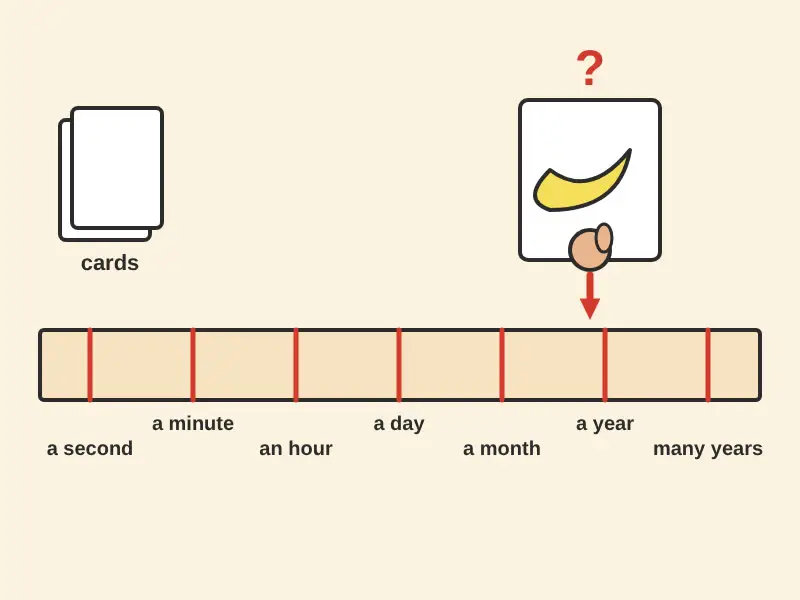 ?
cards
a minute
a day
a year
a second
an hour
a month
many years